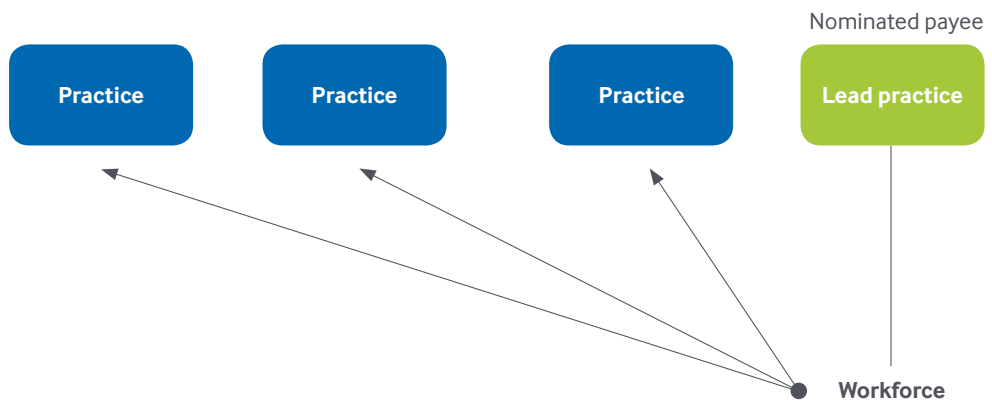 Nominated payee
Practice
Practice
Practice
Lead practice
Workforce